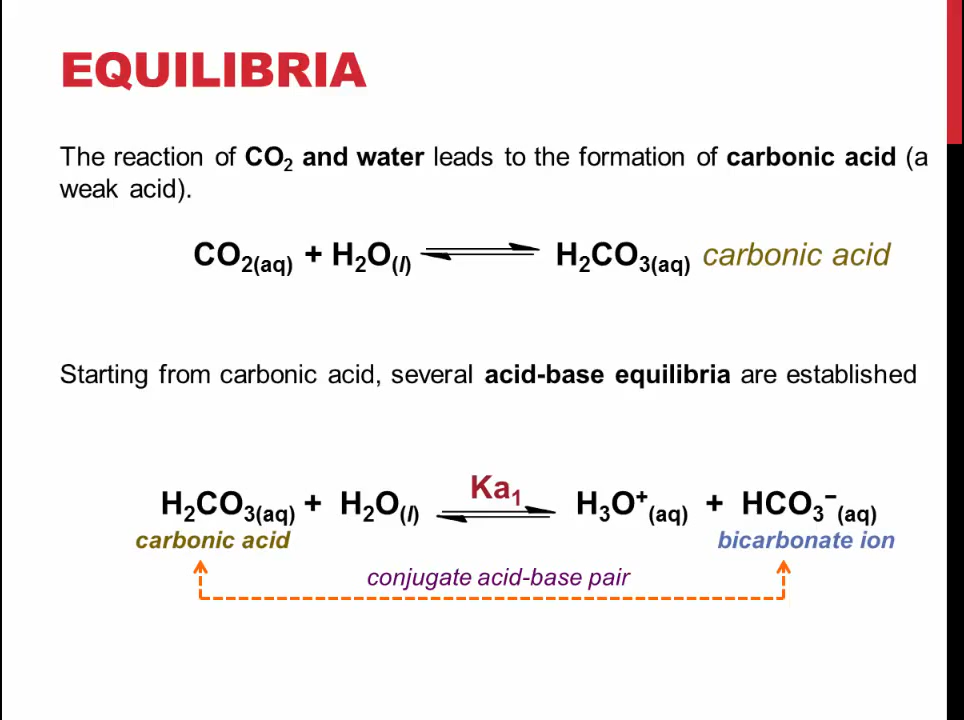 EQUILIBRIA
The reaction of CO₂ and water leads to the formation of carbonic acid (a
weak acid).
CO₂(aq) + H₂O(l) ⇌ H₂CO₃(aq) carbonic acid
Starting from carbonic acid, several acid-base equilibria are established
Ka₁
H₂CO₃(aq) + H₂O(l) ⇌ H₃O⁺(aq) + HCO₃⁻(aq)
carbonic acid bicarbonate ion
conjugate acid-base pair